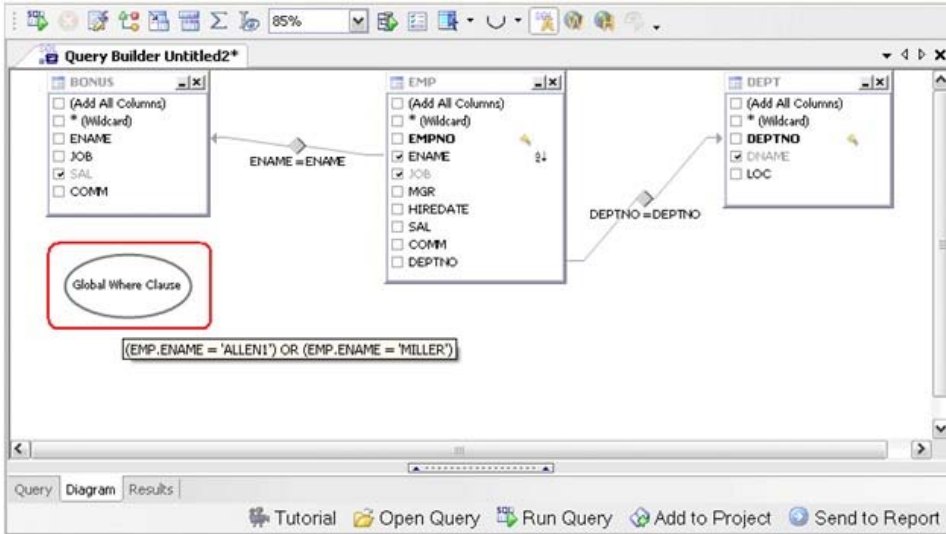 85%
Query Builder Untitled2*
BONUS
(Add All Columns)
* (Wildcard)
ENAME
JOB
SAL
COMM
ENAME =ENAME
EMP
(Add All Columns)
* (Wildcard)
EMPNO
ENAME
JOB
MGR
HIREDATE
SAL
COMM
DEPTNO
DEPTNO =DEPTNO
DEPT
(Add All Columns)
* (Wildcard)
DEPTNO
DNAME
LOC
Global Where Clause
(EMP.ENAME = 'ALLEN1') OR (EMP.ENAME = 'MILLER')
Query Diagram Results
Tutorial Open Query Run Query Add to Project Send to Report